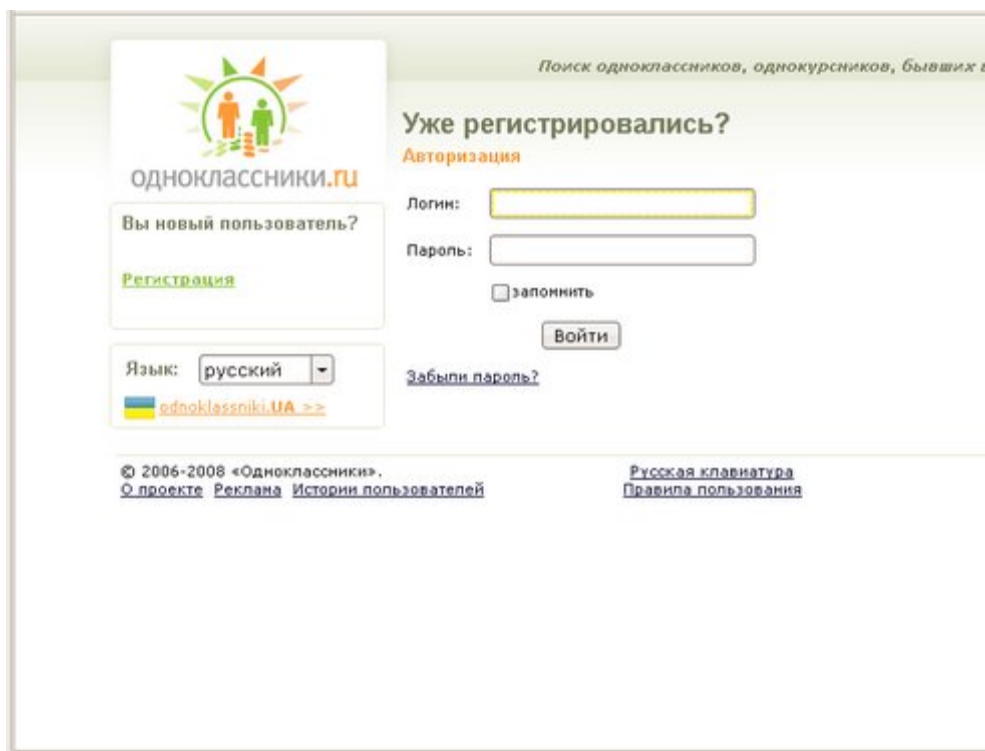 Поиск одноклассников, однокурсников, бывших
одноклассники.ru
Уже регистрировались?
Авторизация
Логин:
Пароль:
запомнить
Войти
Забыли пароль?
Вы новый пользователь?
Регистрация
Язык: русский
odnoklassniki.UA >>
© 2006-2008 «Одноклассники».
О проекте Реклама Истории пользователей
Русская клавиатура
Правила пользования